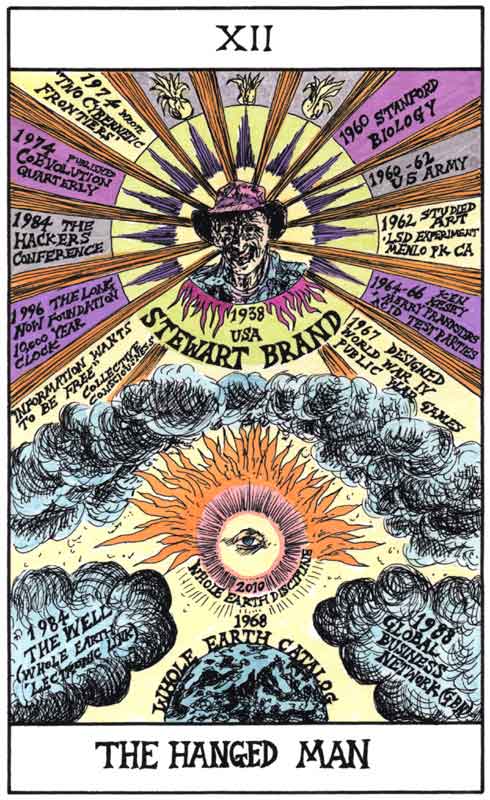 XII
1974 WROTE
"TWO CYBERNETIC
FRONTIERS"
1974 PUBLISHED
COEVOLUTION
QUARTERLY
1984 THE
HACKERS
CONFERENCE
1996 THE LONG
NOW FOUNDATION
10,000 YEAR
CLOCK
INFORMATION WANTS
TO BE FREE
COLLECTIVE
CONSCIOUSNESS
1960 STANFORD
BIOLOGY
1960-62
US ARMY
1962 STUDIED
ART
LSD EXPERIMENT
MENLO PK CA
1964-66 KEN
KESEY
MERRY PRANKSTERS
ACID TEST PARTIES
1967 DESIGNED
WORLD WAR IV
PUBLIC WAR GAMES
1938
USA
STEWART BRAND
2010
WHOLE EARTH DISCIPLINE
1968
WHOLE EARTH CATALOG
1984
THE WELL
(WHOLE EARTH
'LECTRONIC LINK)
1988
GLOBAL
BUSINESS
NETWORK (GBN)
THE HANGED MAN